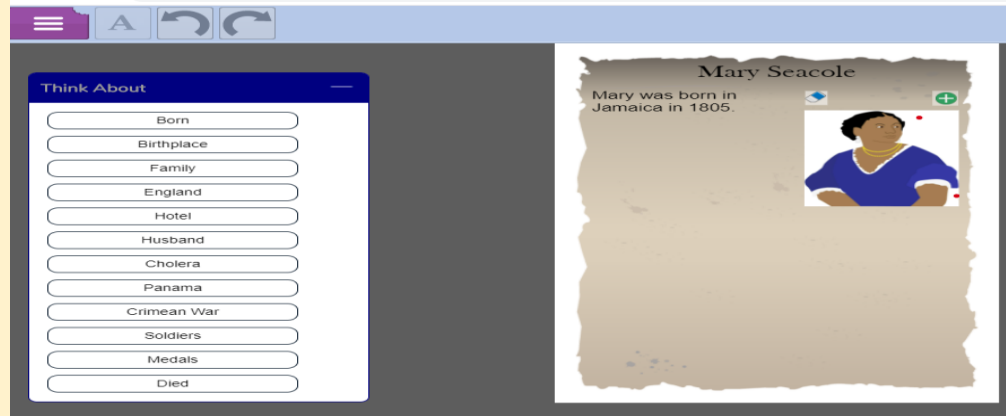 A
Think About
Born
Birthplace
Family
England
Hotel
Husband
Cholera
Panama
Crimean War
Soldiers
Medals
Died
Mary Seacole
Mary was born in
Jamaica in 1805.